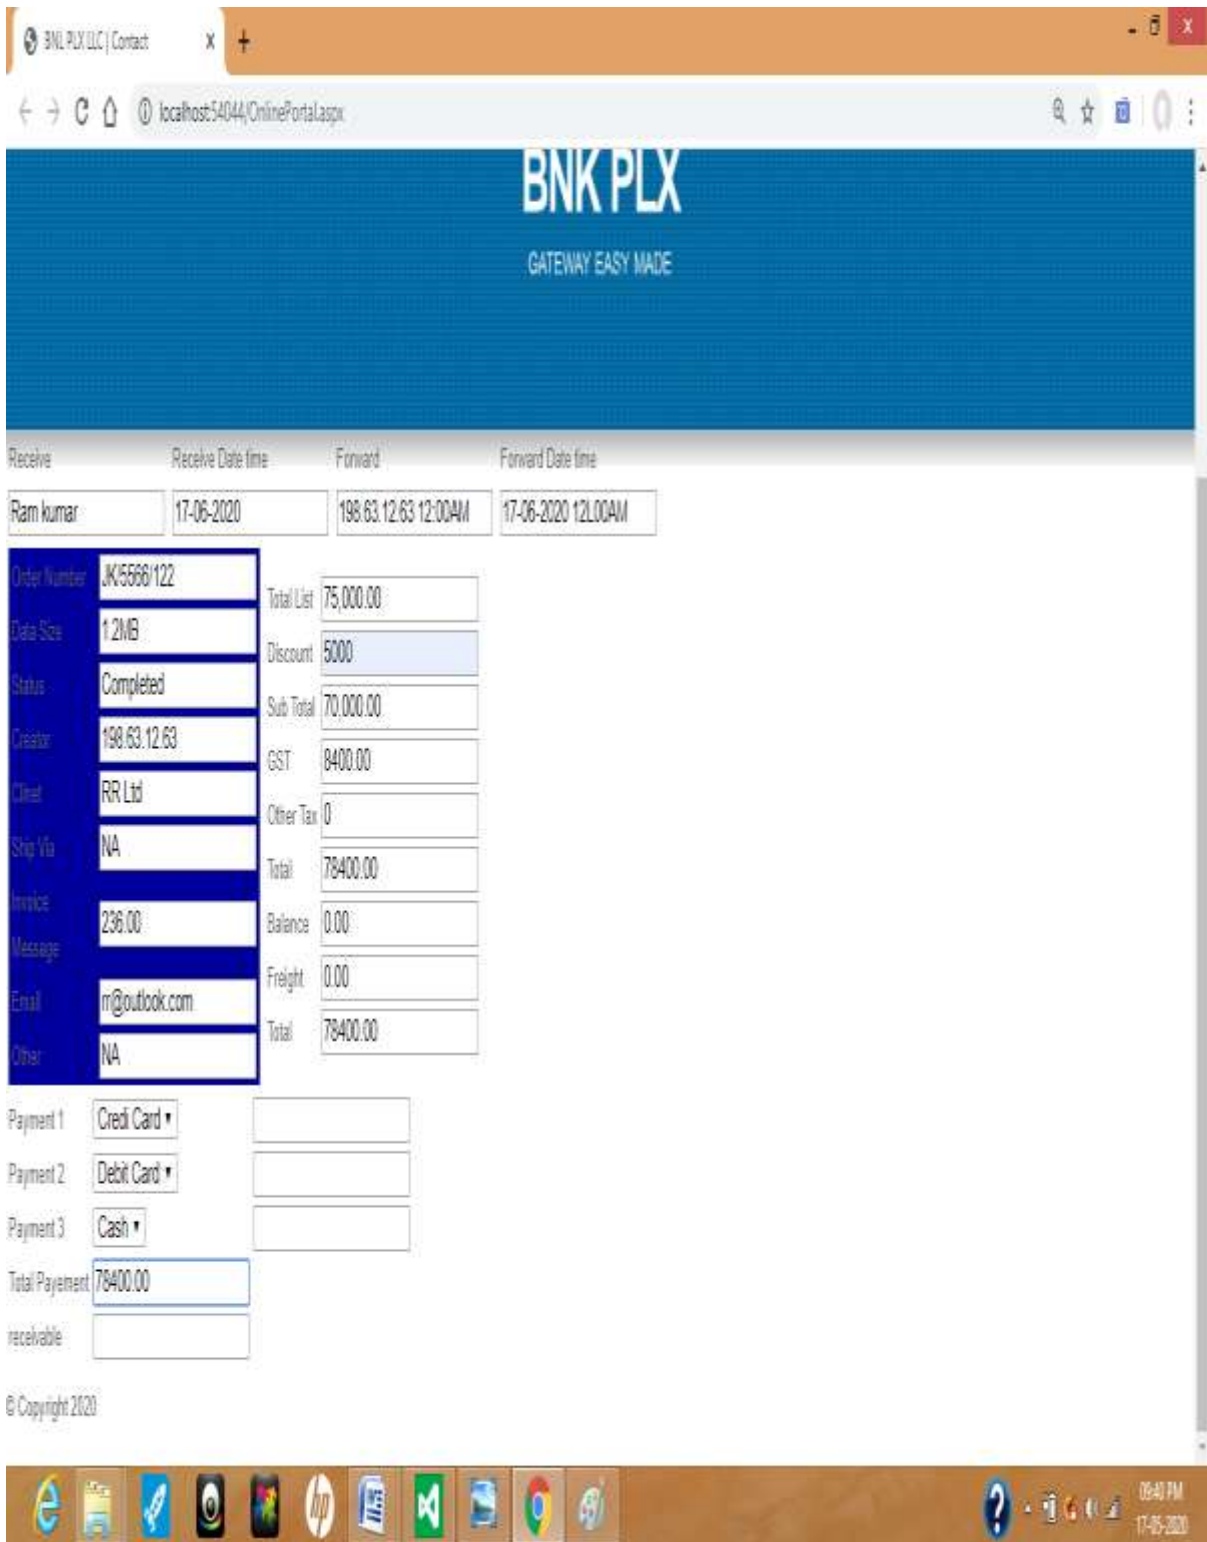 BNL PLX LLC | Contact
localhost:54044/OnlinePortal.aspx
BNK PLX
GATEWAY EASY MADE
Receive Receive Date time Forward Forward Date time
Ram kumar 17-06-2020 198.63.12.63 12:00AM 17-06-2020 12L00AM
Order Number JK/5566/122
Data Size 1.2MB
Status Completed
Creator 198.63.12.63
Clinet RR Ltd
Ship Via NA
Invoice
Message 236.00
Email rr@outlook.com
Other NA
Total List 75,000.00
Discount 5000
Sub Total 70,000.00
GST 8400.00
Other Tax 0
Total 78400.00
Balance 0.00
Freight 0.00
Total 78400.00
Payment 1 Credi Card
Payment 2 Debit Card
Payment 3 Cash
Total Payement 78400.00
receivable
© Copyright 2020
09:40 PM
17-05-2020